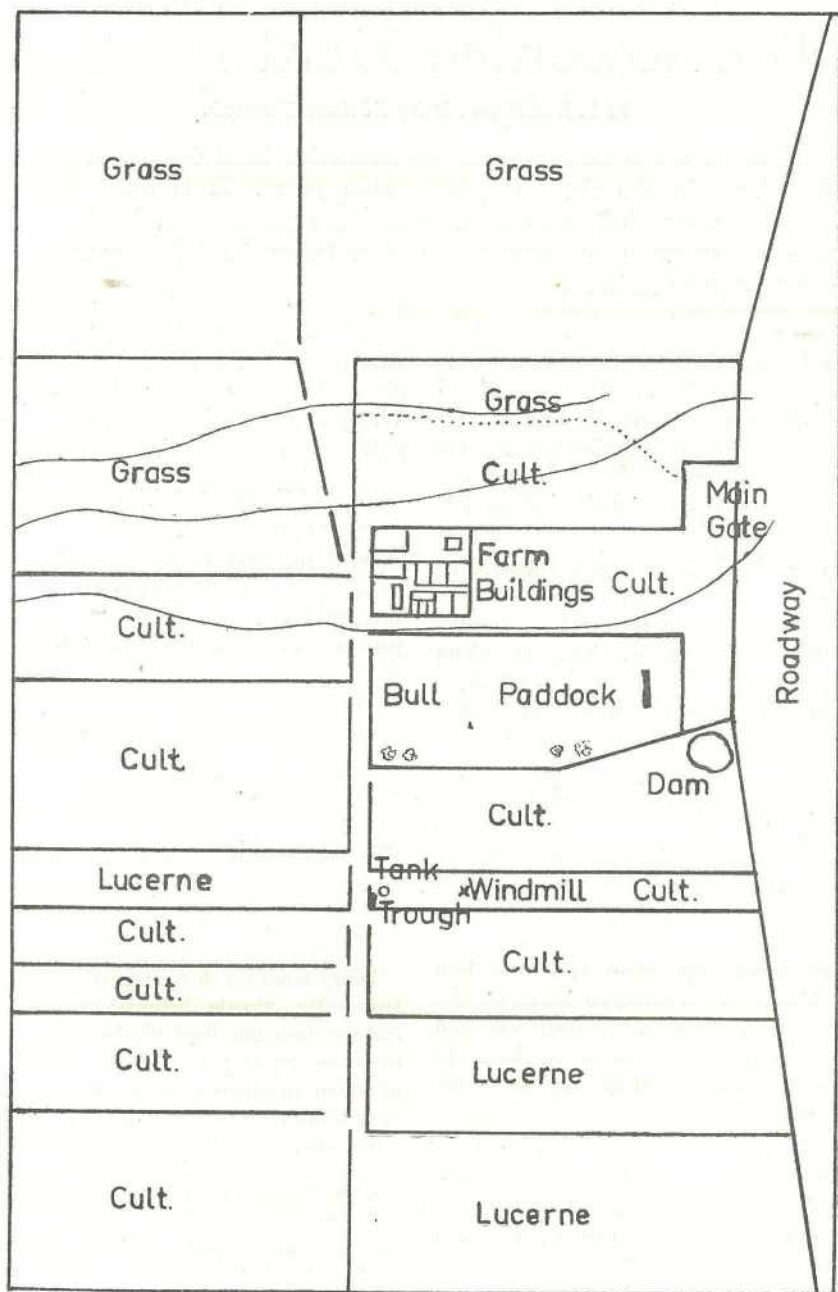 Grass
Grass
Grass
Grass
Cult.
Main
Gate
Farm
Buildings
Cult.
Cult.
Roadway
Bull Paddock
Cult.
Dam
Cult.
Tank
Lucerne
Windmill
Cult.
Trough
Cult.
Cult.
Cult.
Cult.
Lucerne
Cult.
Lucerne